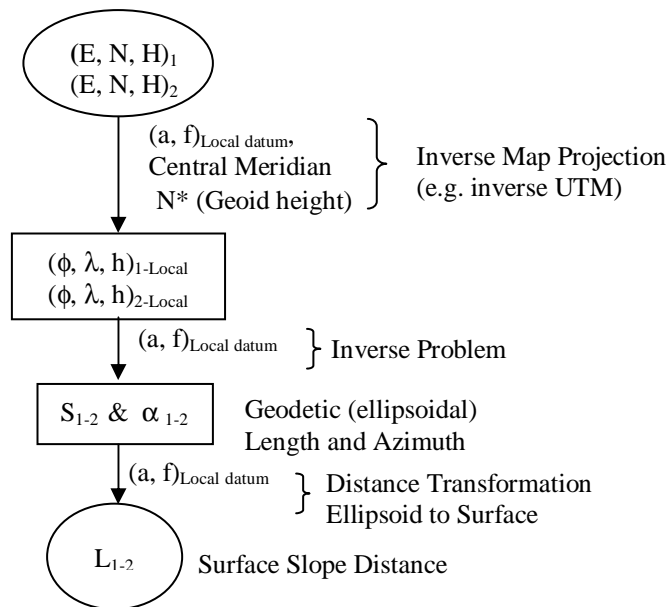 (E, N, H)₁
(E, N, H)₂
(a, f)Local datum,
Central Meridian
N* (Geoid height)
Inverse Map Projection
(e.g. inverse UTM)
(ϕ, λ, h)1-Local
(ϕ, λ, h)2-Local
(a, f)Local datum
Inverse Problem
S1-2 & α 1-2
Geodetic (ellipsoidal)
Length and Azimuth
(a, f)Local datum
Distance Transformation
Ellipsoid to Surface
L1-2
Surface Slope Distance